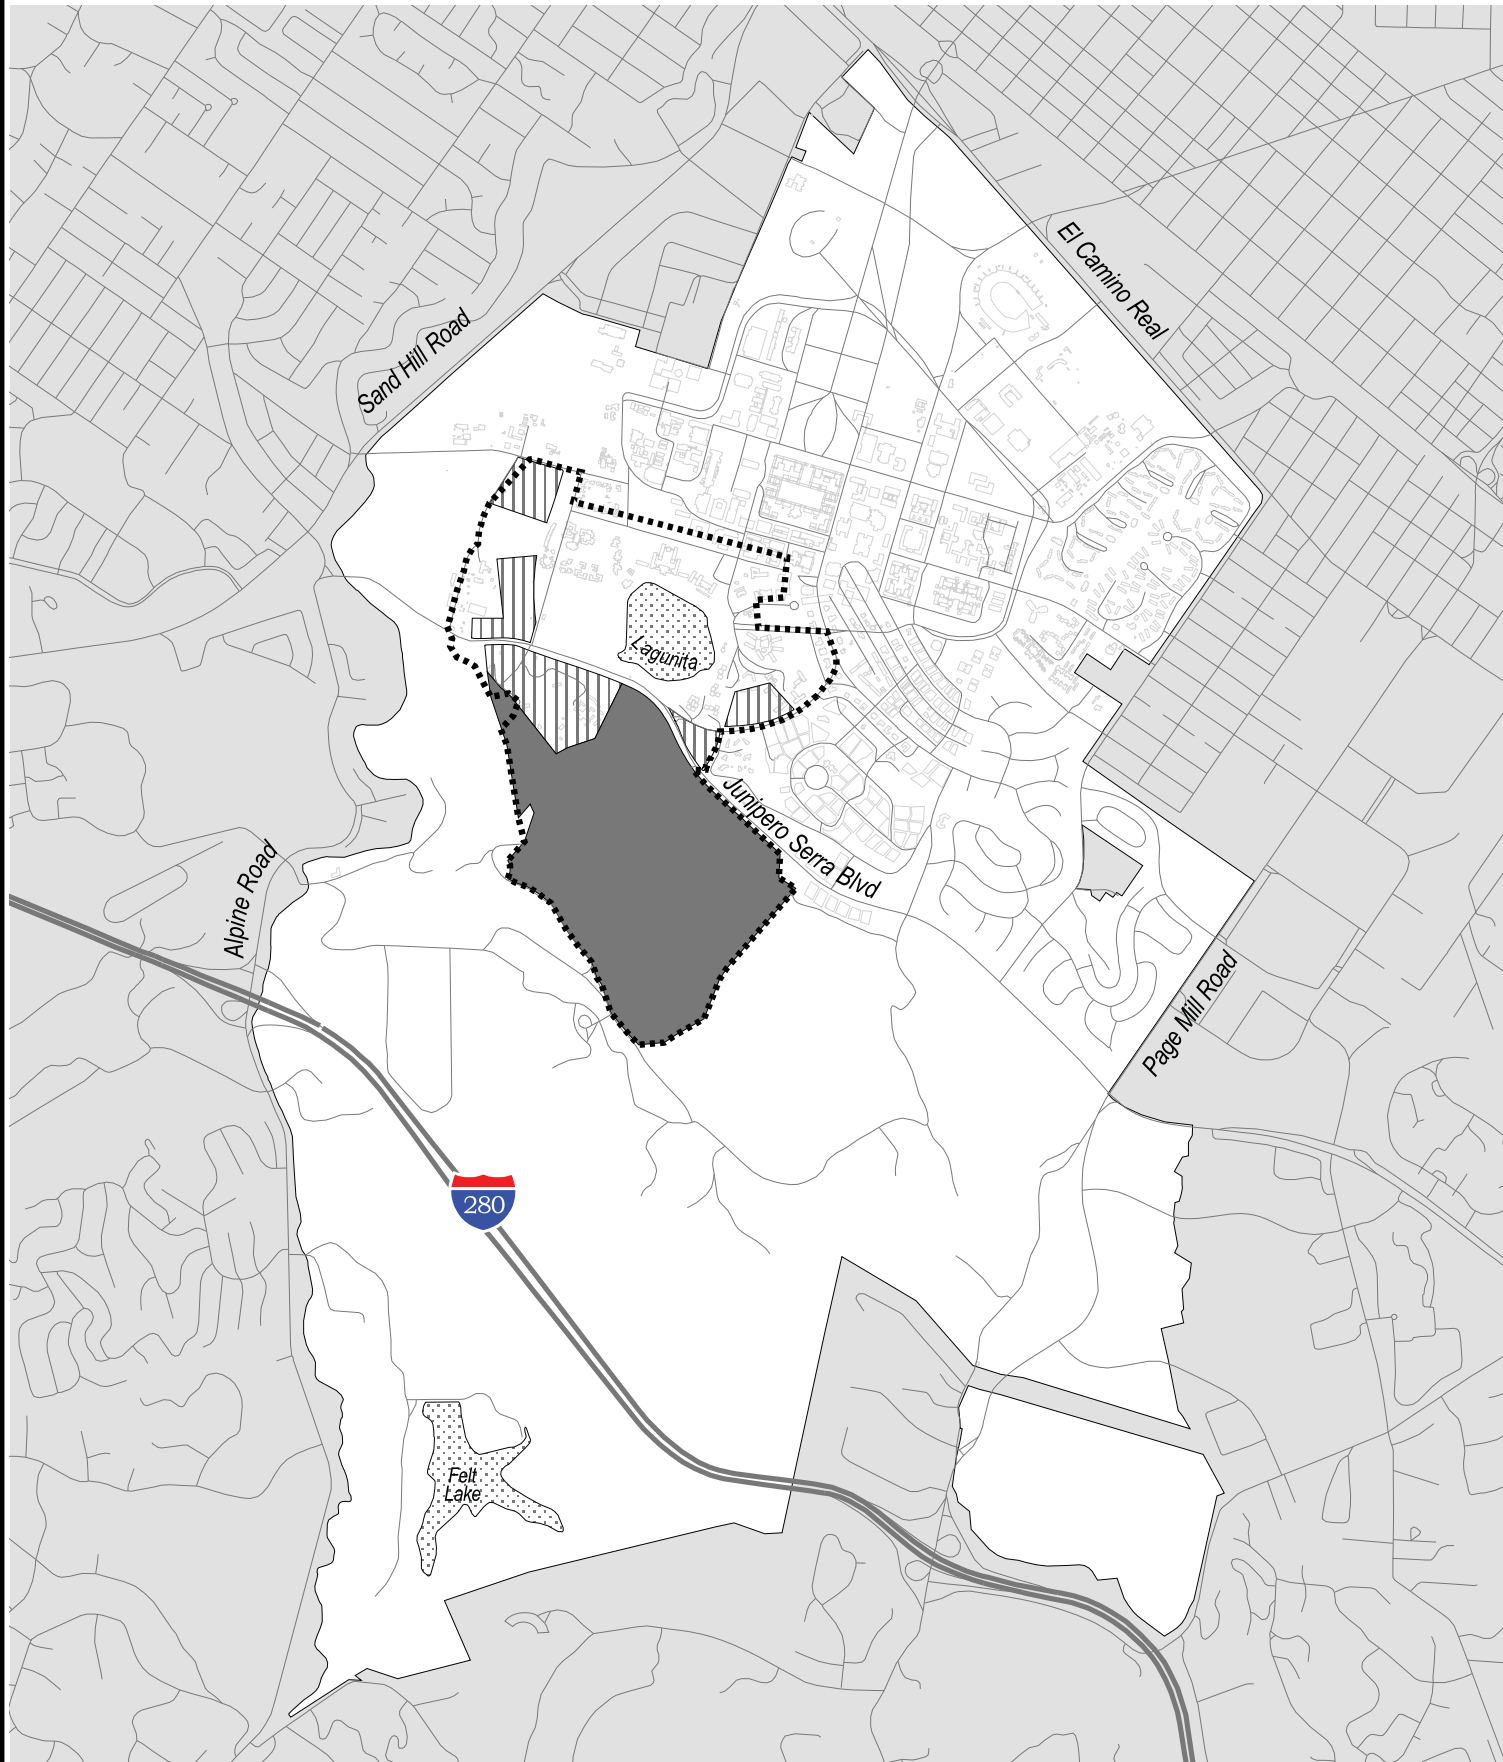 El Camino Real
Sand Hill Road
Lagunita
Junipero Serra Blvd
Alpine Road
Page Mill Road
280
Felt
Lake